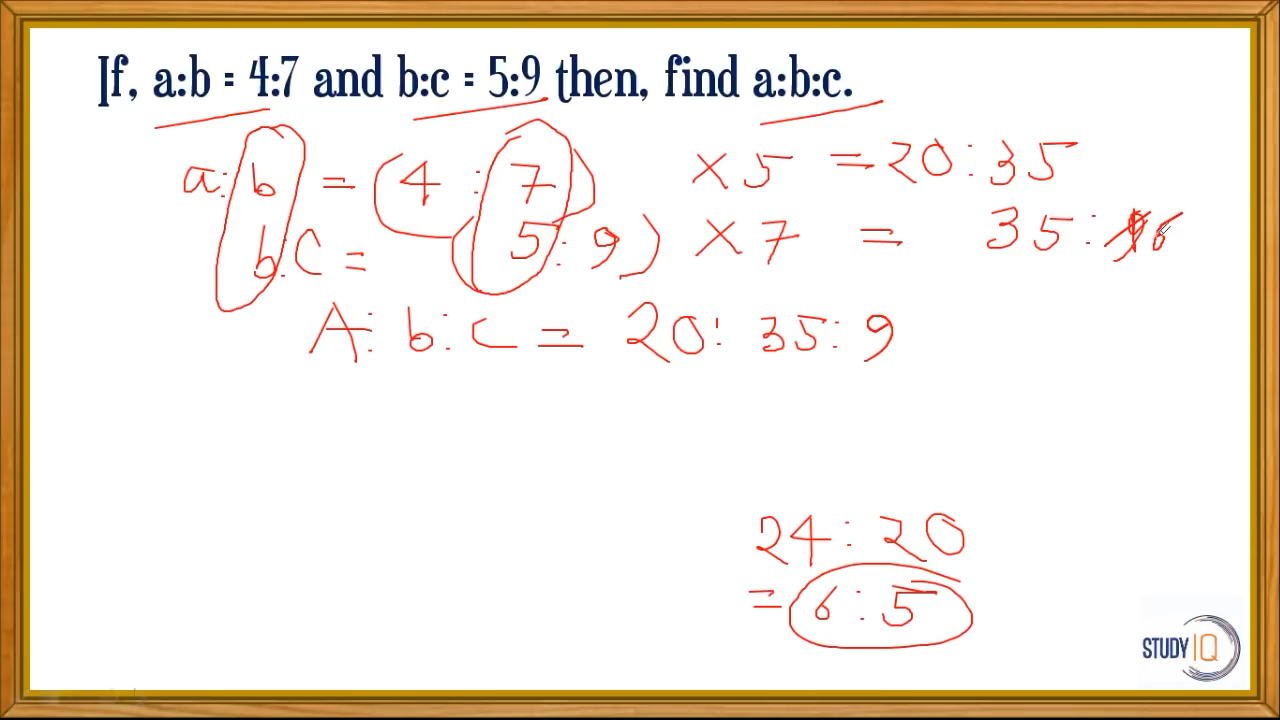 If, a:b = 4:7 and b:c = 5:9 then, find a:b:c.
a:b = (4 : 7) × 5 = 20:35
b:C = (5:9) × 7 = 35:
A:b:C = 20:35:9
24:20
= 6:5
STUDY IQ